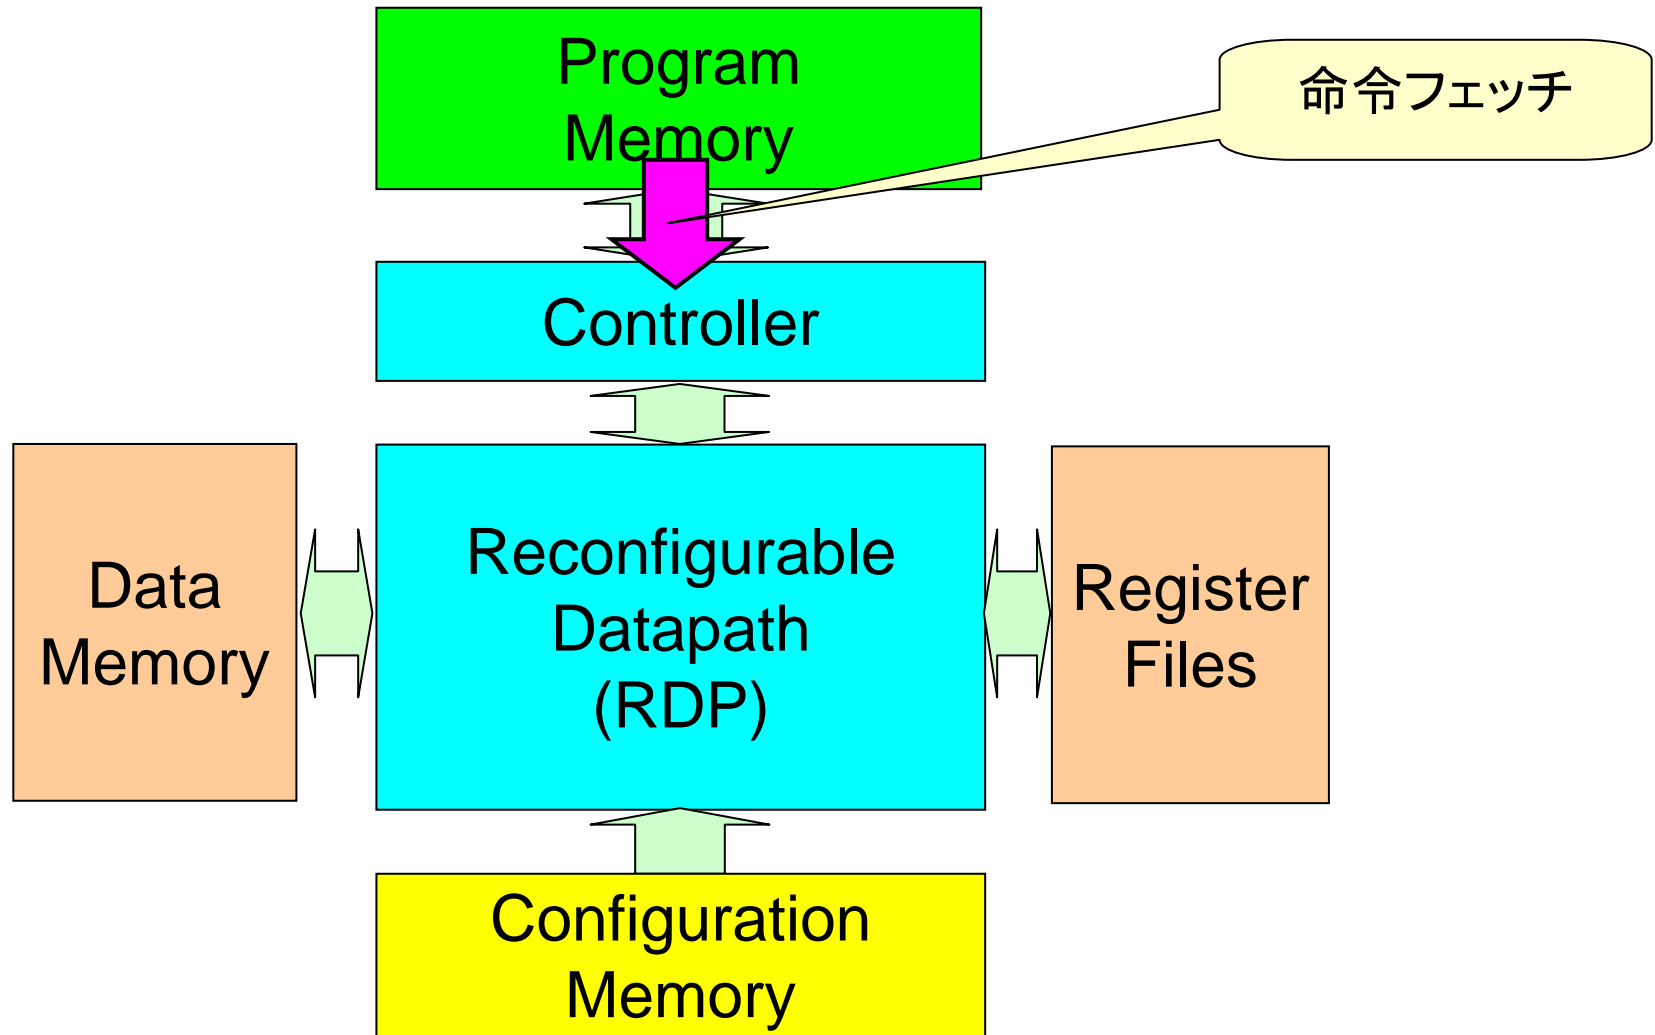 Program
Memory
命令フェッチ
Controller
Data
Memory
Reconfigurable
Datapath
(RDP)
Register
Files
Configuration
Memory